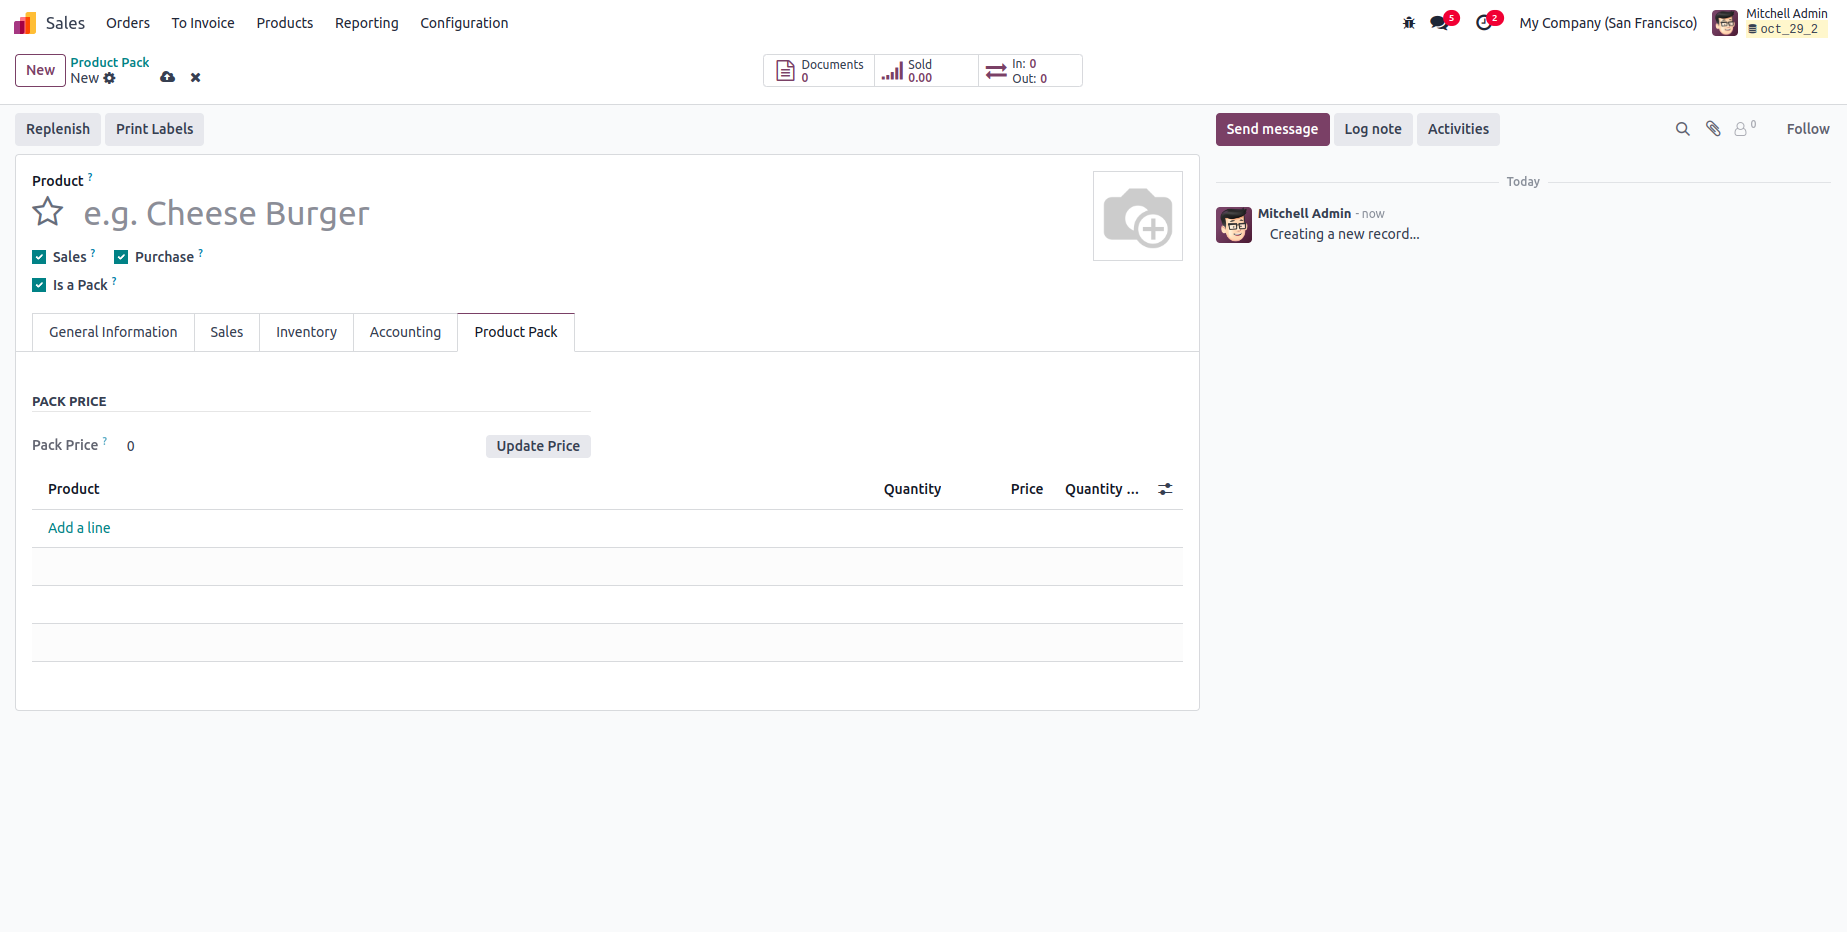 Sales Orders To Invoice Products Reporting Configuration 5 2 My Company (San Francisco) Mitchell Admin
oct_29_2
New Product Pack
New
Documents
0
Sold
0.00
In: 0
Out: 0
Replenish Print Labels Send message Log note Activities 0 Follow
Product ?
e.g. Cheese Burger
Sales ? Purchase ?
Is a Pack ?
General Information Sales Inventory Accounting Product Pack
PACK PRICE
Pack Price ? 0 Update Price
Product Quantity Price Quantity ...
Add a line
Today
Mitchell Admin - now
Creating a new record...